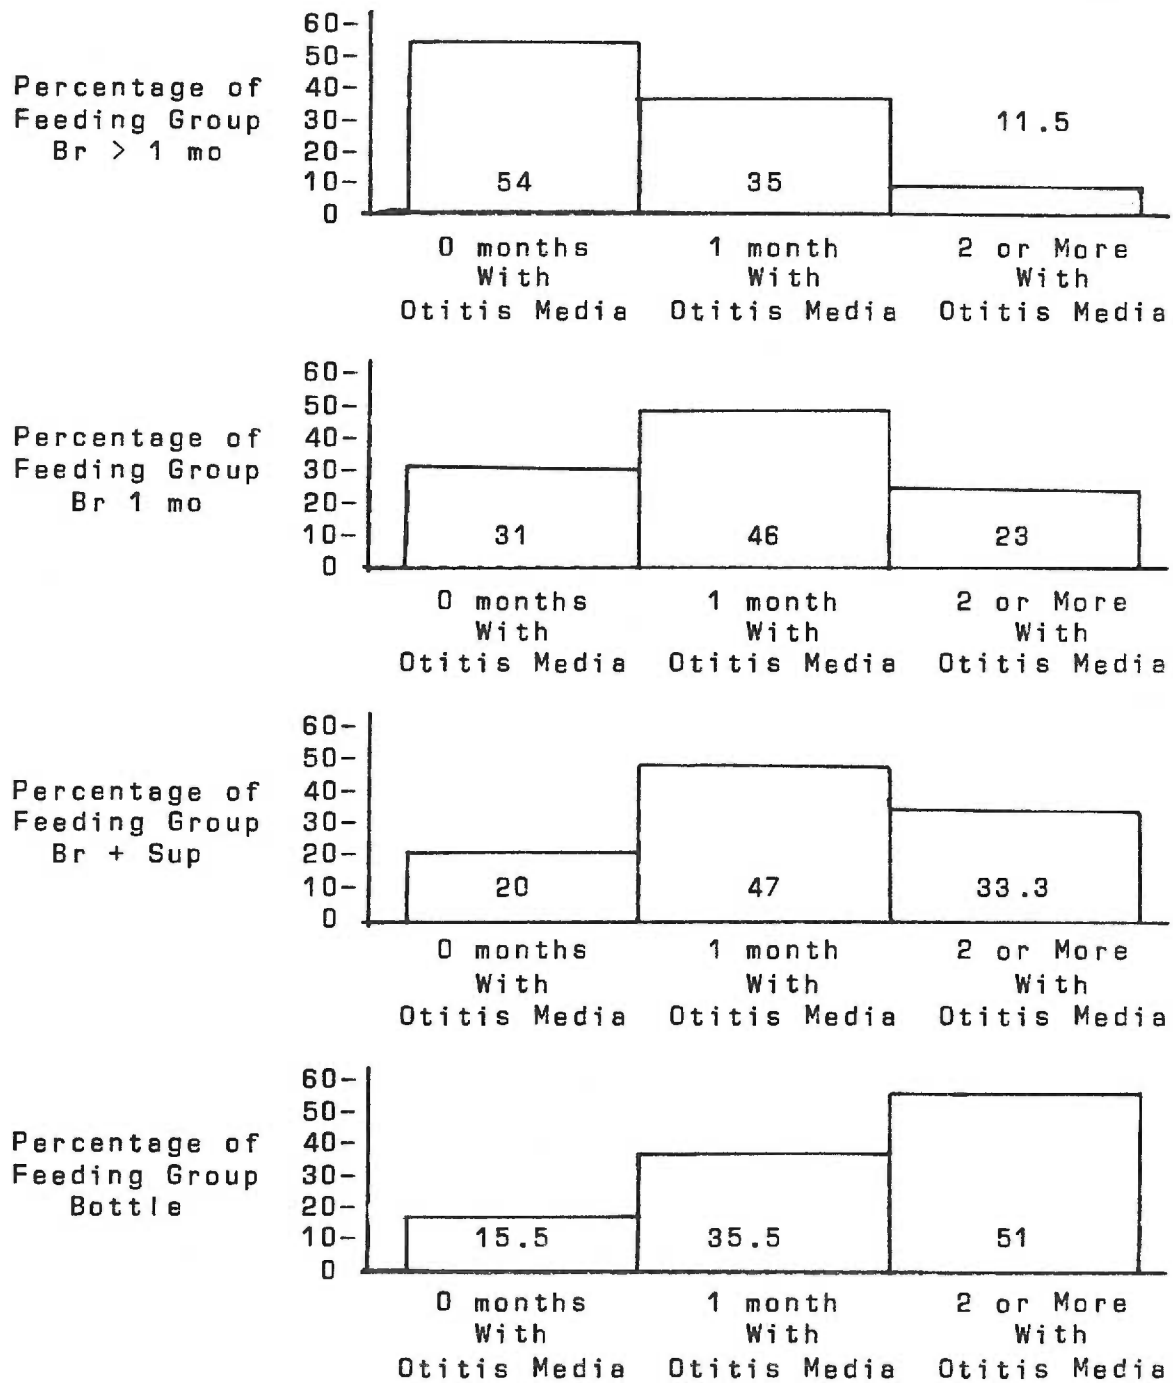 60-
50-
40-
30-
20-
10-
0
Percentage of
Feeding Group
Br > 1 mo
54
35
11.5
0 months
With
Otitis Media
1 month
With
Otitis Media
2 or More
With
Otitis Media
60-
50-
40-
30-
20-
10-
0
Percentage of
Feeding Group
Br 1 mo
31
46
23
0 months
With
Otitis Media
1 month
With
Otitis Media
2 or More
With
Otitis Media
60-
50-
40-
30-
20-
10-
0
Percentage of
Feeding Group
Br + Sup
20
47
33.3
0 months
With
Otitis Media
1 month
With
Otitis Media
2 or More
With
Otitis Media
60-
50-
40-
30-
20-
10-
0
Percentage of
Feeding Group
Bottle
15.5
35.5
51
0 months
With
Otitis Media
1 month
With
Otitis Media
2 or More
With
Otitis Media